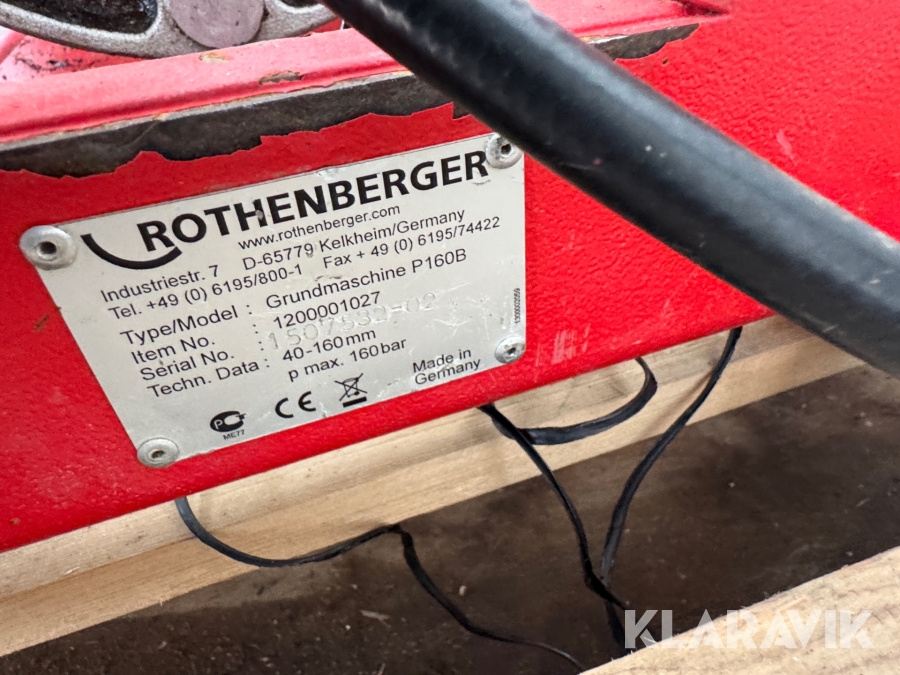 ROTHENBERGER
www.rothenberger.com
Industriestr. 7 D-65779 Kelkheim/Germany
Tel. +49 (0) 6195/800-1 Fax + 49 (0) 6195/74422
Type/Model : Grundmaschine P160B
Item No. : 1200001027
Serial No. :
Techn. Data : 40-160mm
p max. 160bar
Made in
Germany
CE
ME77
1300002059
KLARAVIK